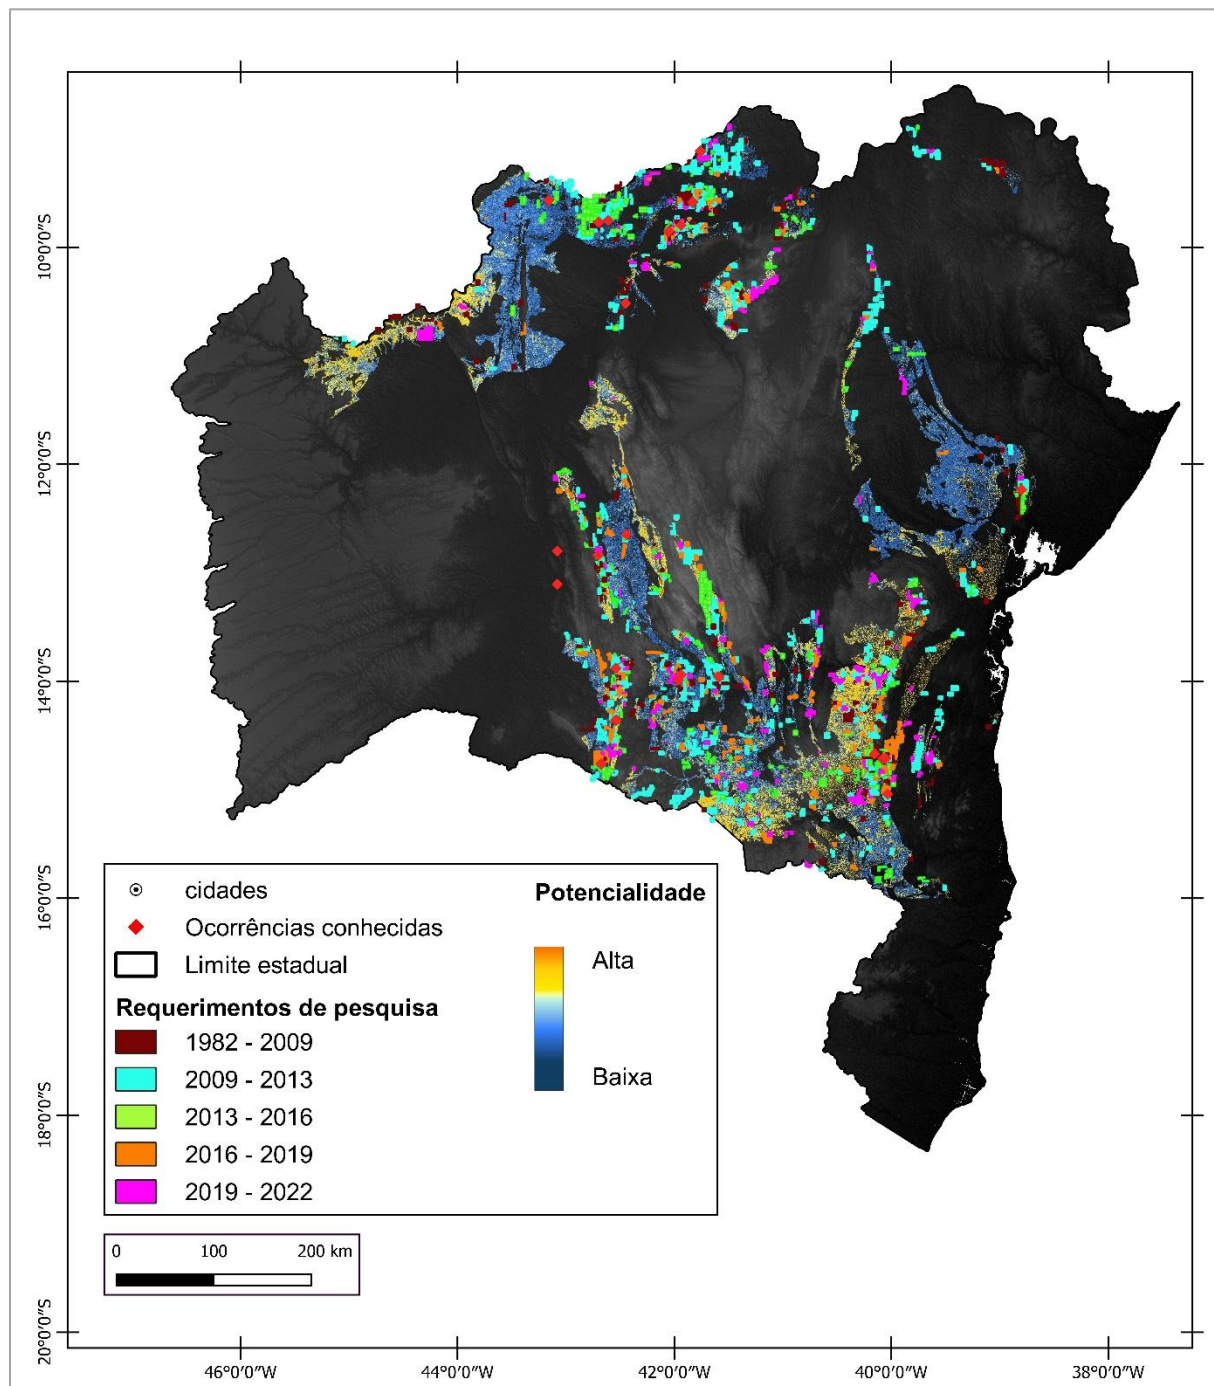 10°0'0"S
12°0'0"S
14°0'0"S
16°0'0"S
18°0'0"S
20°0'0"S
cidades
Ocorrências conhecidas
Limite estadual
Requerimentos de pesquisa
1982 - 2009
2009 - 2013
2013 - 2016
2016 - 2019
2019 - 2022
Potencialidade
Alta
Baixa
0 100 200 km
46°0'0"W 44°0'0"W 42°0'0"W 40°0'0"W 38°0'0"W